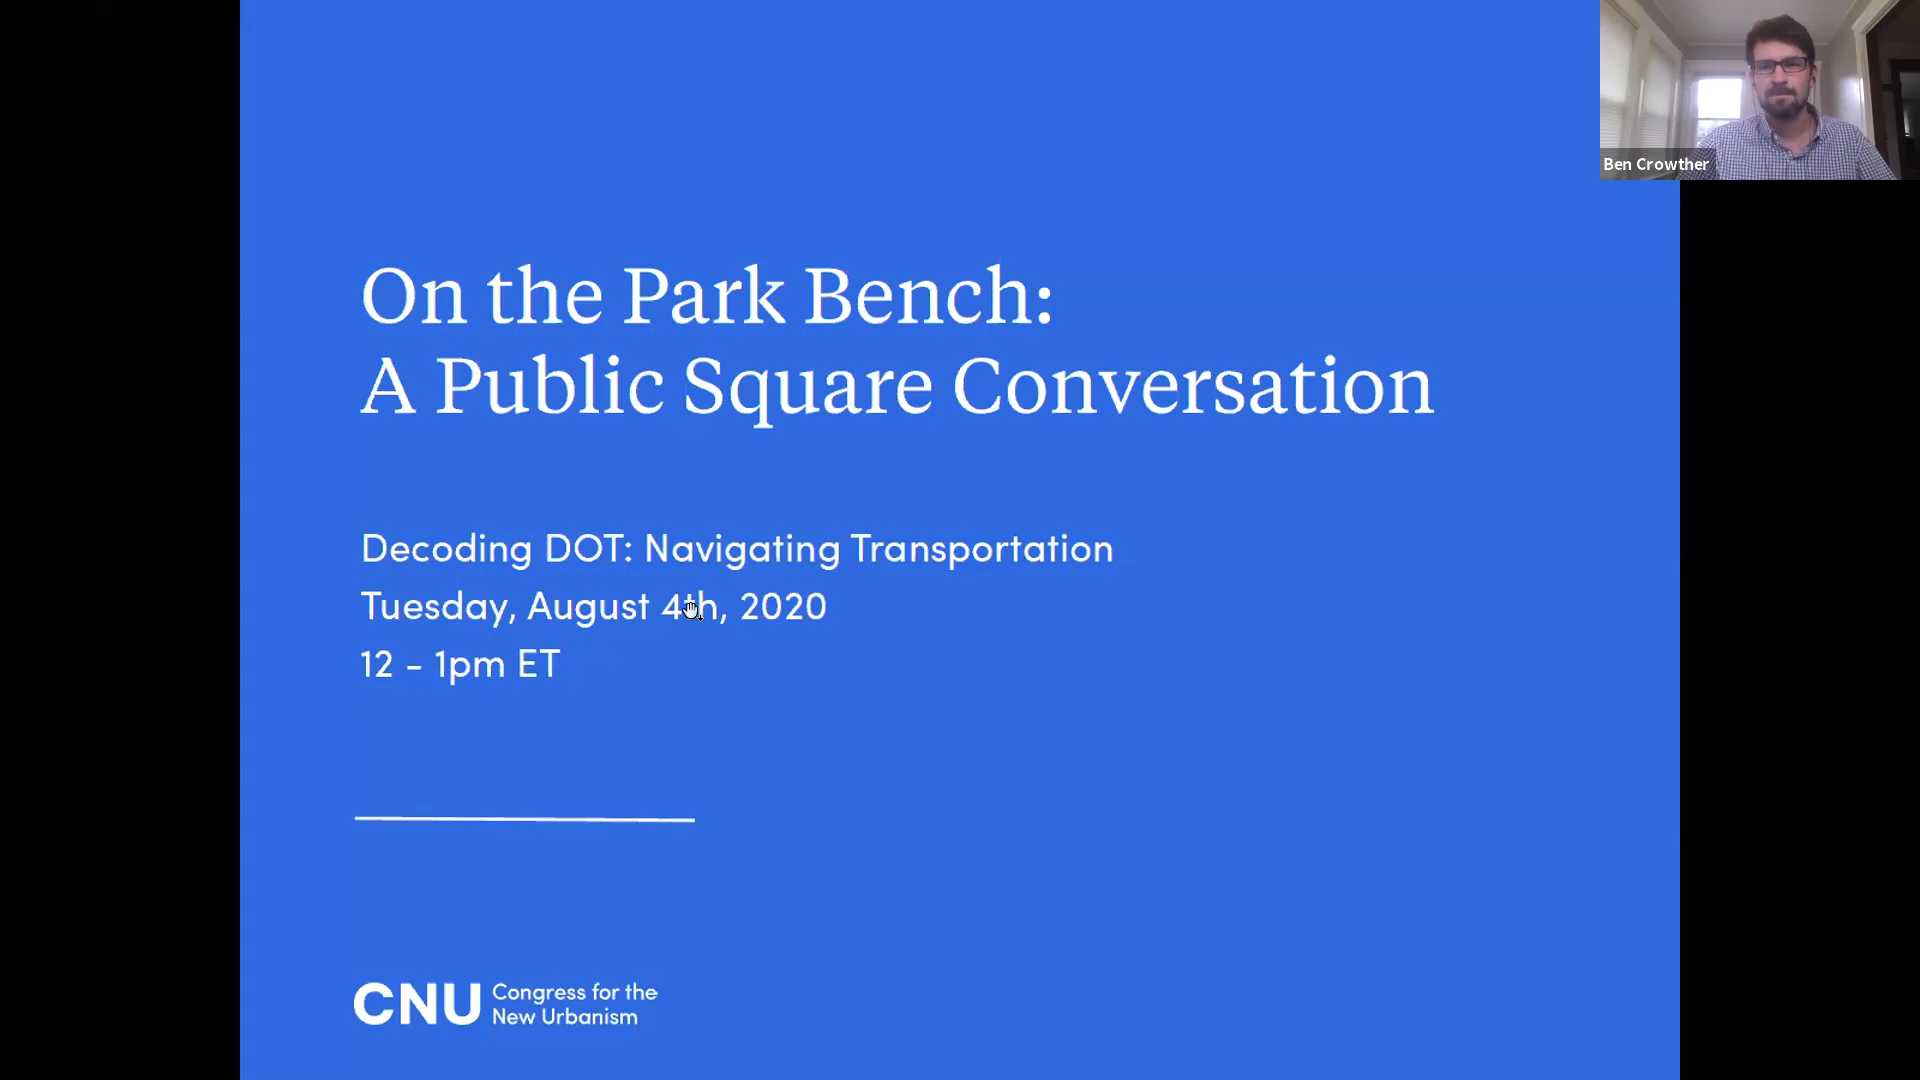 Ben Crowther
On the Park Bench:
A Public Square Conversation
Decoding DOT: Navigating Transportation
Tuesday, August 4th, 2020
12 - 1pm ET
CNU
Congress for the
New Urbanism